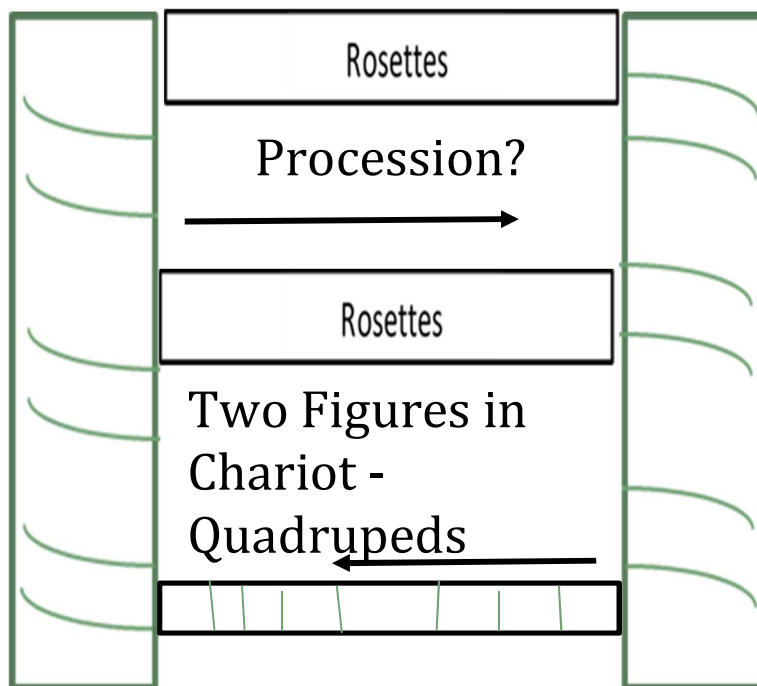 Rosettes
Procession?
Rosettes
Two Figures in
Chariot -
Quadrupeds